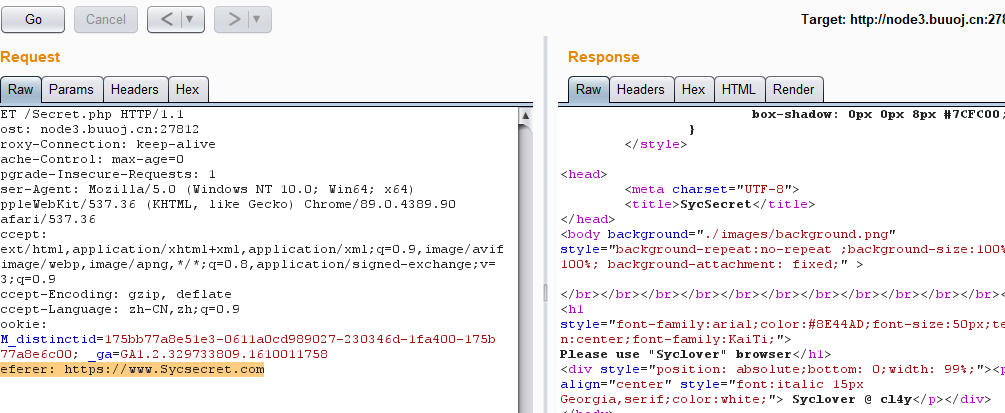 Go
Cancel
<
>
Target: http://node3.buuoj.cn:278
Request
Response
Raw
Params
Headers
Hex
Raw
Headers
Hex
HTML
Render
ET /Secret.php HTTP/1.1
ost: node3.buuoj.cn:27812
roxy-Connection: keep-alive
ache-Control: max-age=0
pgrade-Insecure-Requests: 1
ser-Agent: Mozilla/5.0 (Windows NT 10.0; Win64; x64)
ppleWebKit/537.36 (KHTML, like Gecko) Chrome/89.0.4389.90
afari/537.36
ccept:
ext/html,application/xhtml+xml,application/xml;q=0.9,image/avif
image/webp,image/apng,*/*;q=0.8,application/signed-exchange;v=
3;q=0.9
ccept-Encoding: gzip, deflate
ccept-Language: zh-CN,zh;q=0.9
ookie:
M_distinctid=175bb77a8e51e3-0611a0cd989027-230346d-1fa400-175b
77a8e6c00; _ga=GA1.2.329733809.1610011758
eferer: https://www.Sycsecret.com
box-shadow: 0px 0px 8px #7CFC00;
}
</style>
<head>
<meta charset="UTF-8">
<title>SycSecret</title>
</head>
<body background="./images/background.png"
style="background-repeat:no-repeat ;background-size:100%
100%; background-attachment: fixed;" >
</br></br></br></br></br></br></br></br></br></br></br>
<h1
style="font-family:arial;color:#8E44AD;font-size:50px;te
n:center;font-family:KaiTi;">
Please use "Syclover" browser</h1>
<div style="position: absolute;bottom: 0;width: 99%;"><p
align="center" style="font:italic 15px
Georgia,serif;color:white;"> Syclover @ cl4y</p></div>
</body>